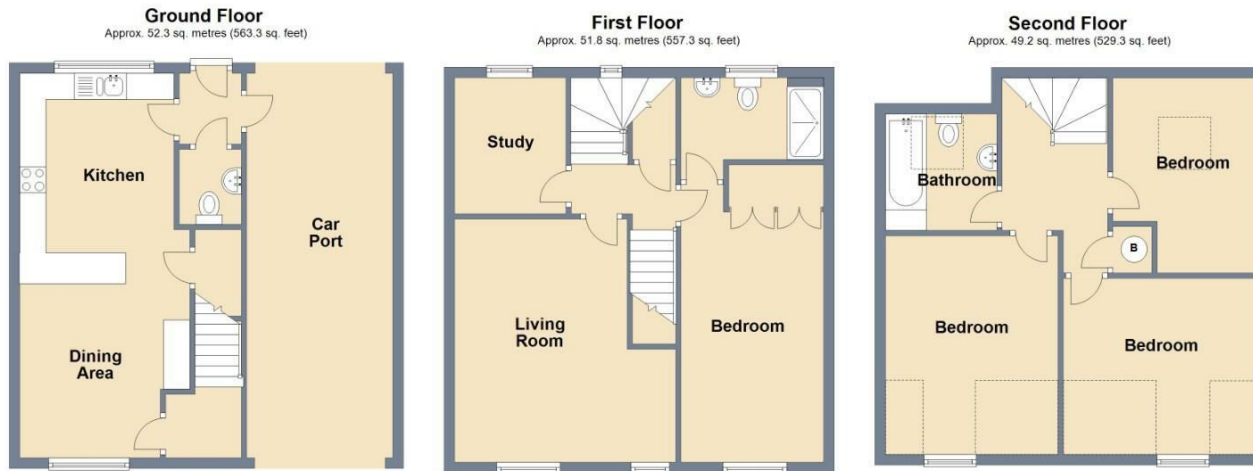 Ground Floor
Approx. 52.3 sq. metres (563.3 sq. feet)
Kitchen
Car
Port
Dining
Area
First Floor
Approx. 51.8 sq. metres (557.3 sq. feet)
Study
Living
Room
Bedroom
Second Floor
Approx. 49.2 sq. metres (529.3 sq. feet)
Bathroom
Bedroom
B
Bedroom
Bedroom